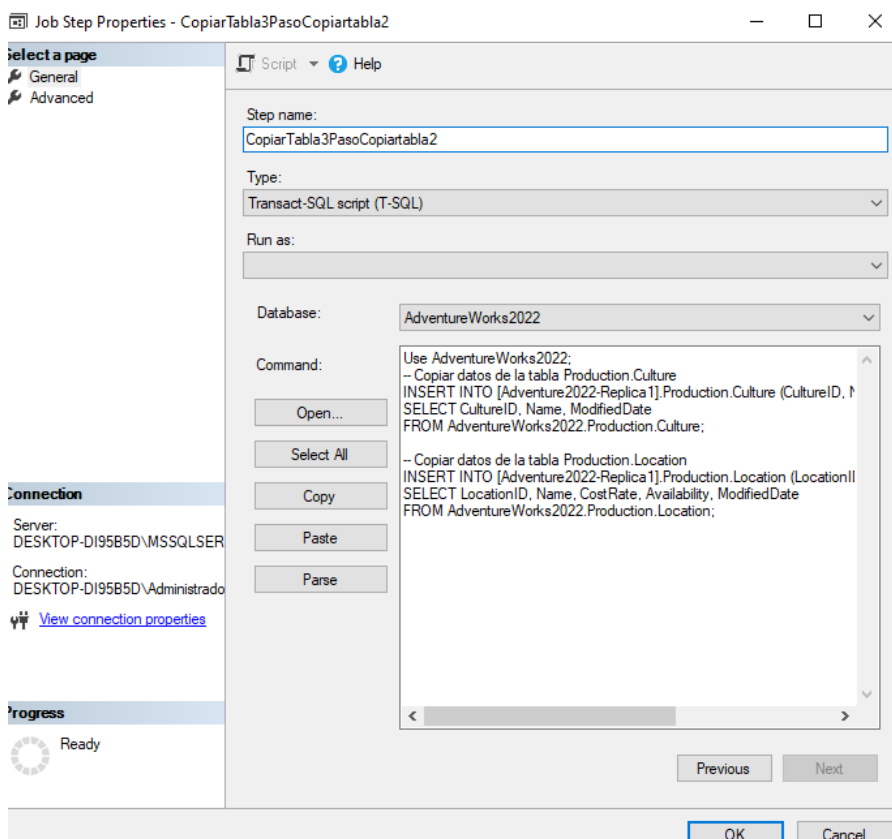 Job Step Properties - CopiarTabla3PasoCopiartabla2
Select a page
General
Advanced
Script
Help
Step name:
CopiarTabla3PasoCopiartabla2
Type:
Transact-SQL script (T-SQL)
Run as:
Database:
AdventureWorks2022
Command:
Open...
Select All
Copy
Paste
Parse
Use AdventureWorks2022;
-- Copiar datos de la tabla Production.Culture
INSERT INTO [Adventure2022-Replica1].Production.Culture (CultureID,
SELECT CultureID, Name, ModifiedDate
FROM AdventureWorks2022.Production.Culture;
-- Copiar datos de la tabla Production.Location
INSERT INTO [Adventure2022-Replica1].Production.Location
SELECT LocationID, Name, CostRate, Availability, ModifiedDate
FROM AdventureWorks2022.Production.Location;
Connection
Server:
DESKTOP-DI95B5D\MSSQLSER
Connection:
DESKTOP-DI95B5D\Administrado
View connection properties
Progress
Ready
Previous
Next
OK
Cancel